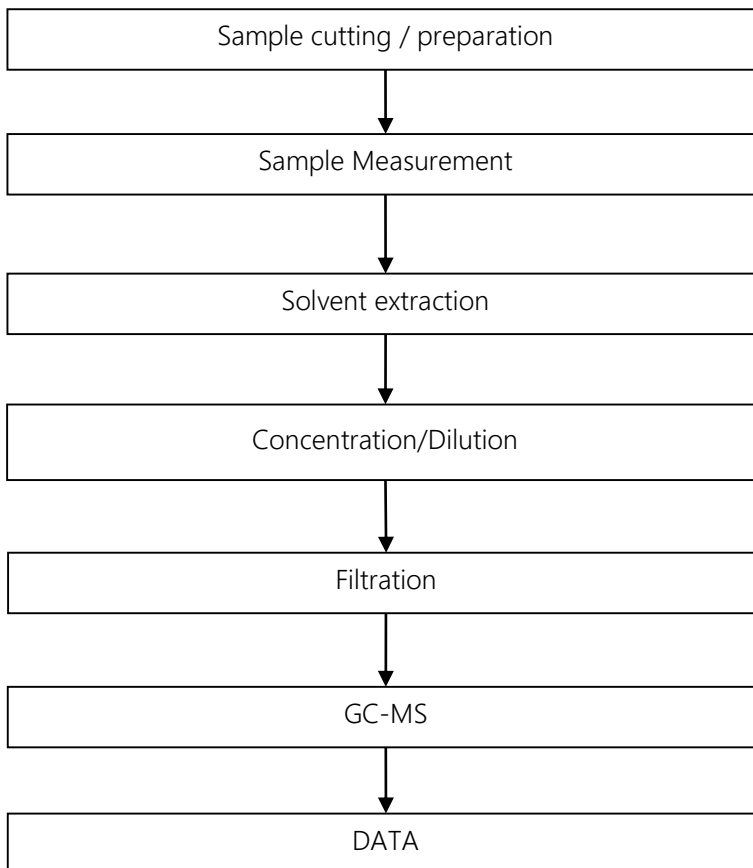 Sample cutting / preparation
Sample Measurement
Solvent extraction
Concentration/Dilution
Filtration
GC-MS
DATA